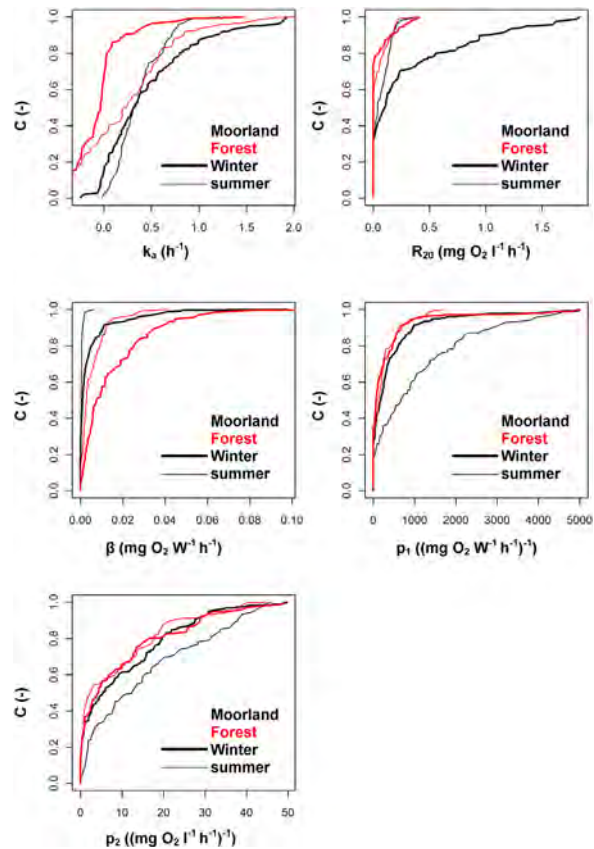 C (-)
0.0 0.2 0.4 0.6 0.8 1.0
Moorland
Forest
Winter
summer
0.0 0.5 1.0 1.5 2.0
kₐ (h⁻¹)
C (-)
0.0 0.2 0.4 0.6 0.8 1.0
Moorland
Forest
Winter
summer
0.0 0.5 1.0 1.5
R₂₀ (mg O₂ l⁻¹ h⁻¹)
C (-)
0.0 0.2 0.4 0.6 0.8 1.0
Moorland
Forest
Winter
summer
0.00 0.02 0.04 0.06 0.08 0.10
β (mg O₂ W⁻¹ h⁻¹)
C (-)
0.0 0.2 0.4 0.6 0.8 1.0
Moorland
Forest
Winter
summer
0 1000 2000 3000 4000 5000
p₁ ((mg O₂ W⁻¹ h⁻¹)⁻¹)
C (-)
0.0 0.2 0.4 0.6 0.8 1.0
Moorland
Forest
Winter
summer
0 10 20 30 40 50
p₂ ((mg O₂ l⁻¹ h⁻¹)⁻¹)